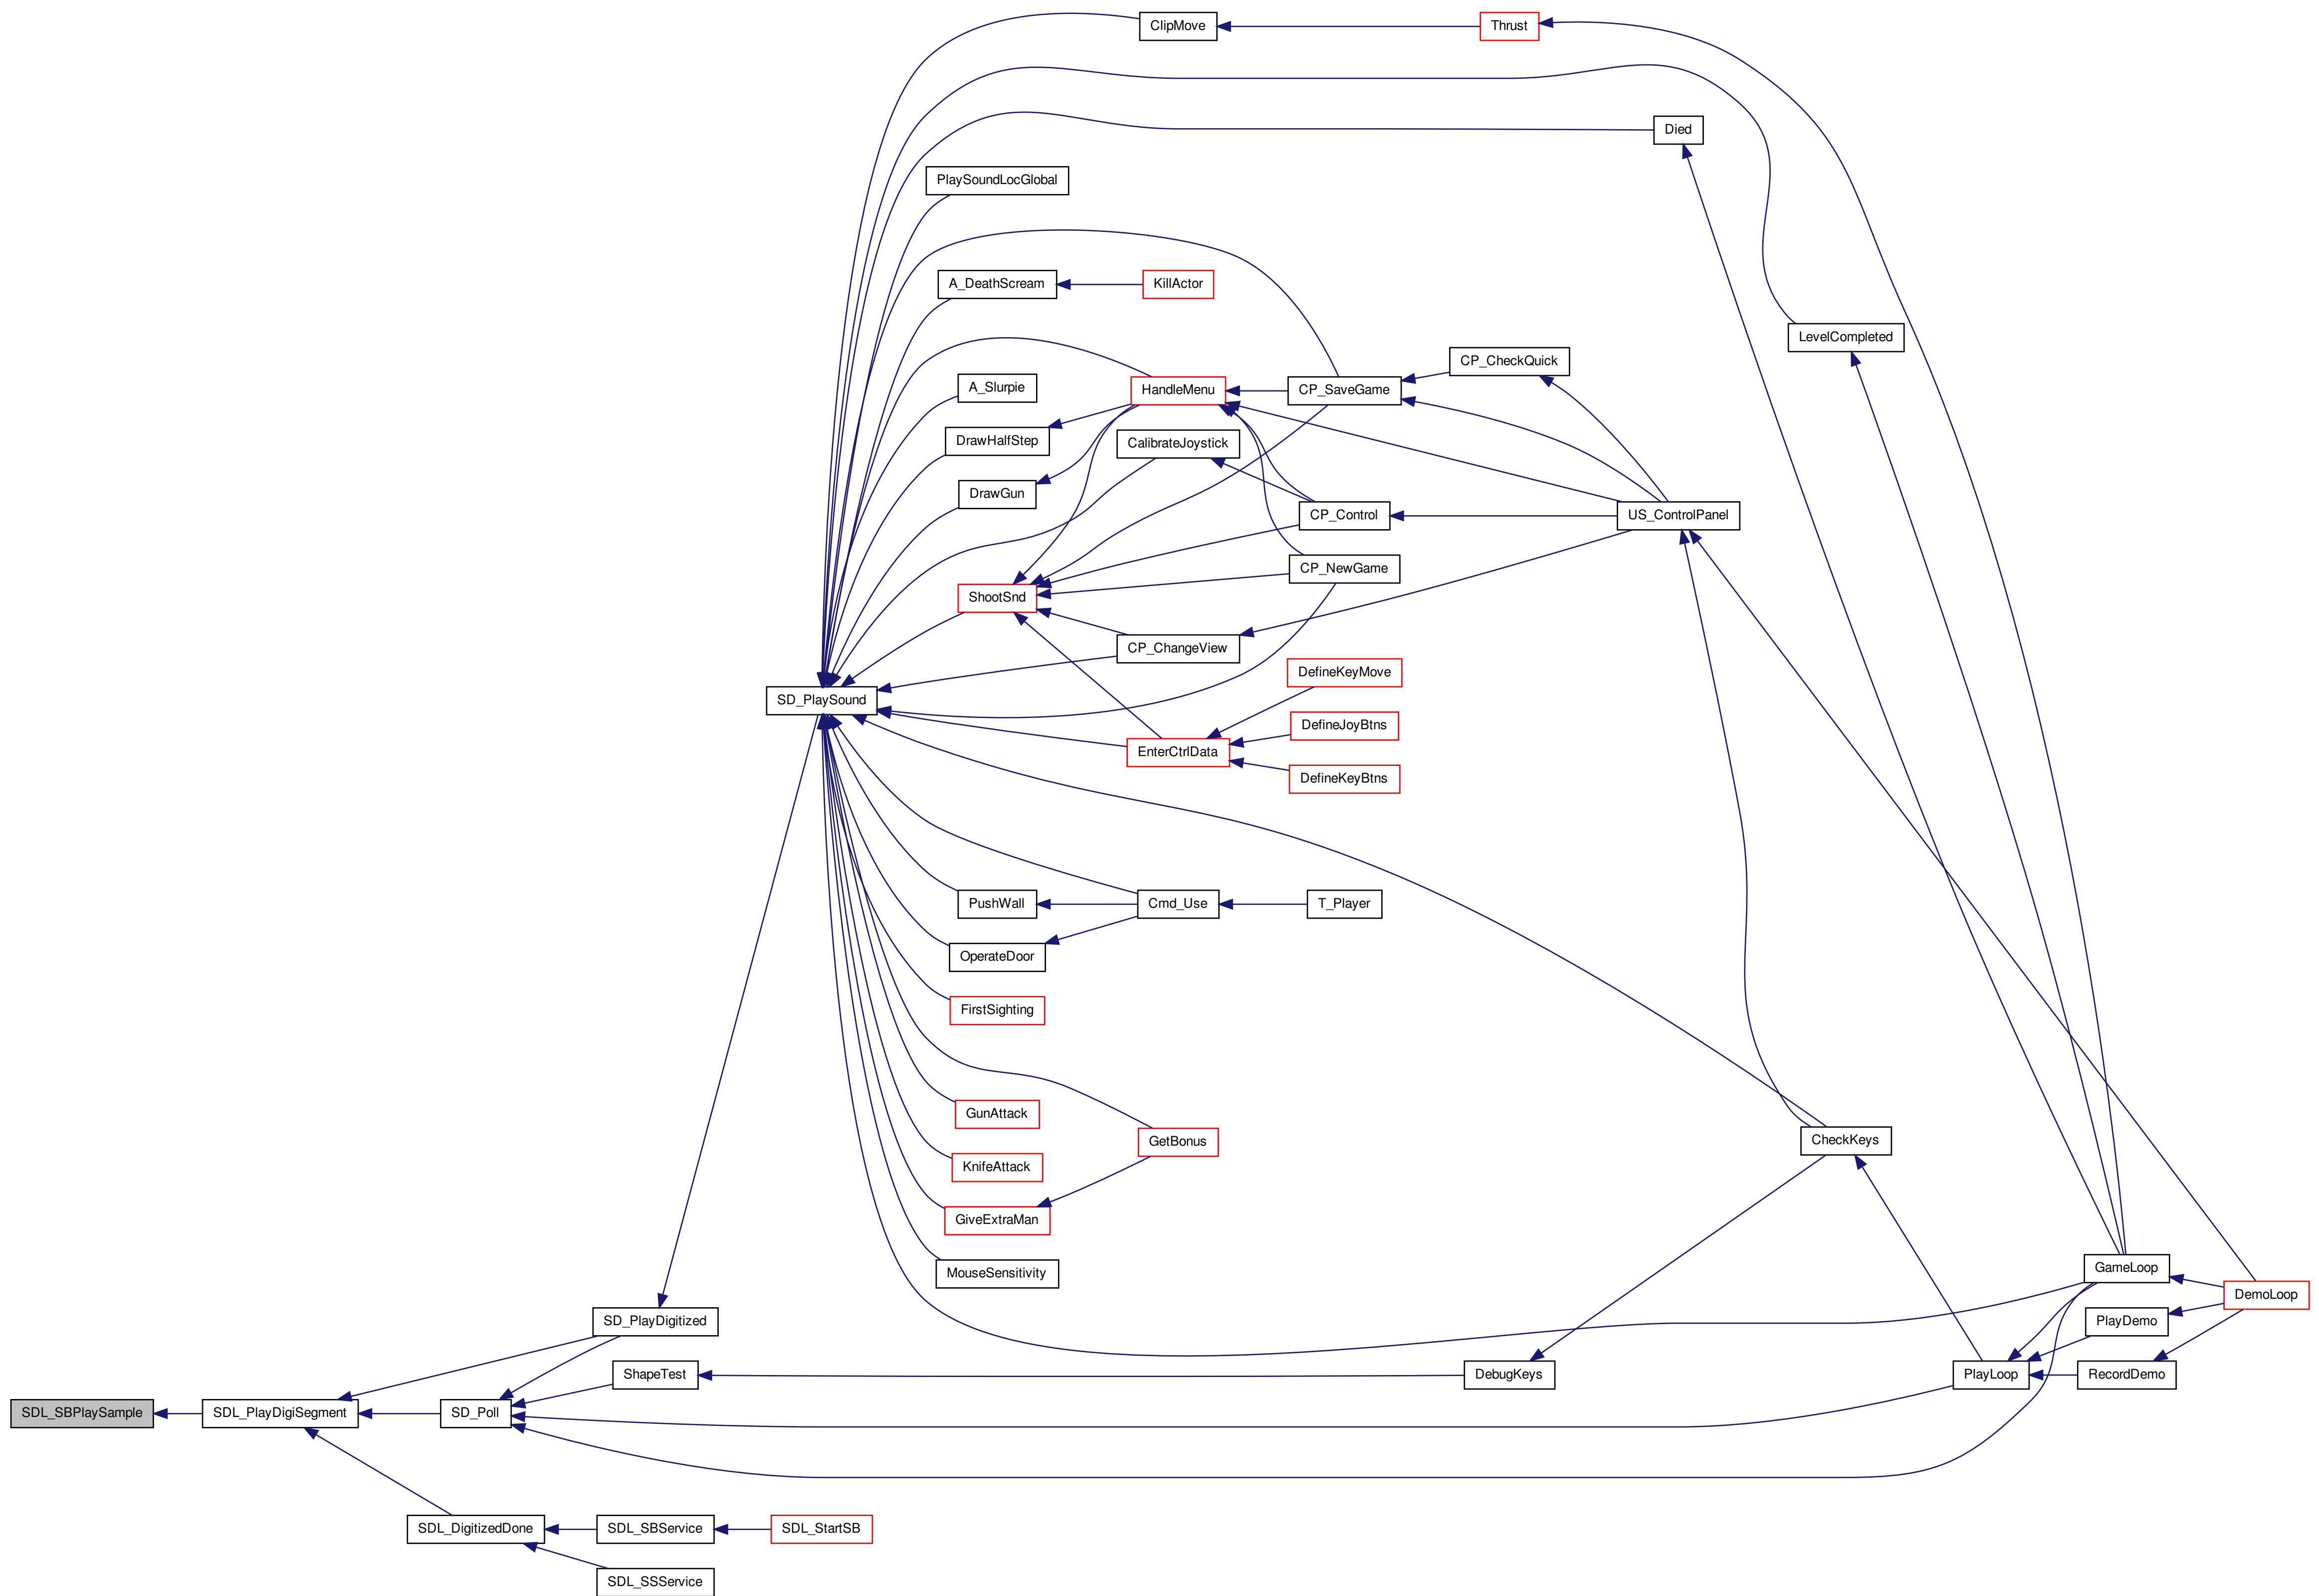 ClipMove
Thrust
Died
PlaySoundLocGlobal
A_DeathScream
KillActor
LevelCompleted
CP_CheckQuick
A_Slurpie
HandleMenu
CP_SaveGame
DrawHalfStep
CalibrateJoystick
DrawGun
CP_Control
US_ControlPanel
CP_NewGame
ShootSnd
CP_ChangeView
DefineKeyMove
SD_PlaySound
DefineJoyBtns
EnterCtrlData
DefineKeyBtns
PushWall
Cmd_Use
T_Player
OperateDoor
FirstSighting
GunAttack
GetBonus
CheckKeys
KnifeAttack
GiveExtraMan
MouseSensitivity
GameLoop
DemoLoop
SD_PlayDigitized
PlayDemo
ShapeTest
DebugKeys
PlayLoop
RecordDemo
SDL_SBPlaySample
SDL_PlayDigiSegment
SD_Poll
SDL_DigitizedDone
SDL_SBService
SDL_StartSB
SDL_SSService